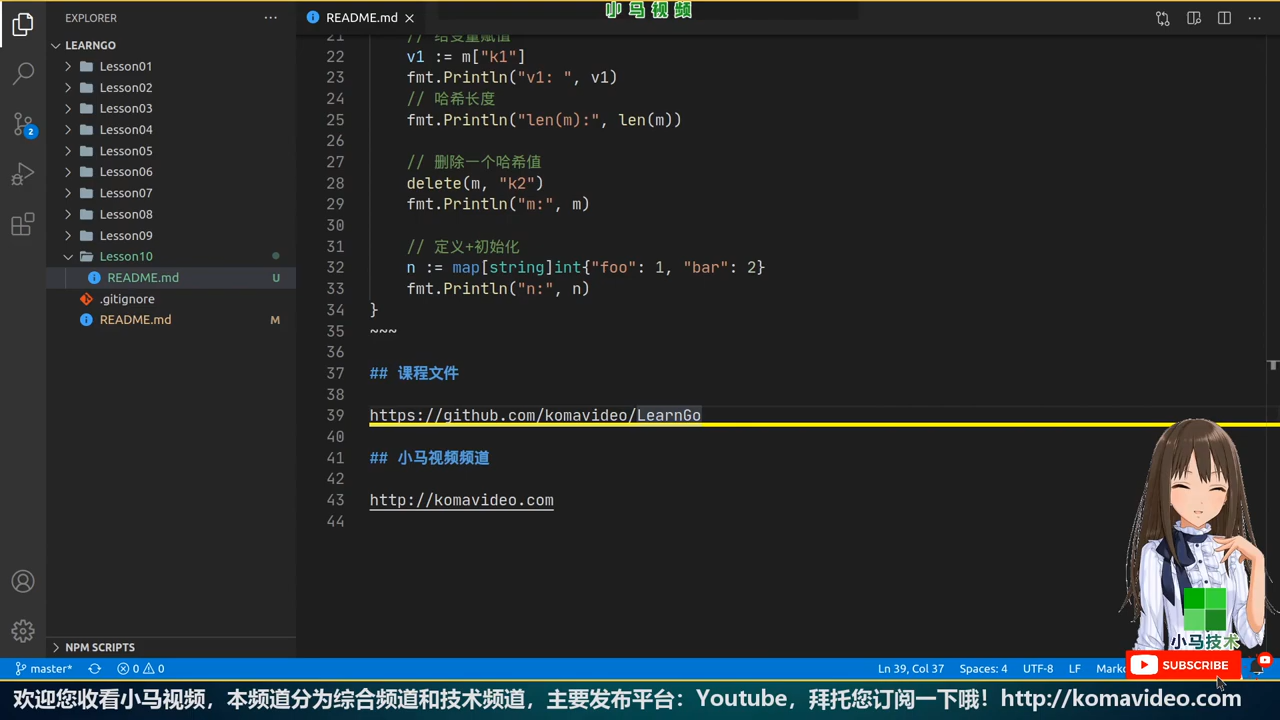 小马视频
EXPLORER
README.md
LEARNGO
Lesson01
Lesson02
Lesson03
Lesson04
Lesson05
Lesson06
Lesson07
Lesson08
Lesson09
Lesson10
README.md U
.gitignore
README.md M
NPM SCRIPTS
21 // 给变量赋值
22 v1 := m["k1"]
23 fmt.Println("v1: ", v1)
24 // 哈希长度
25 fmt.Println("len(m):", len(m))
26
27 // 删除一个哈希值
28 delete(m, "k2")
29 fmt.Println("m:", m)
30
31 // 定义+初始化
32 n := map[string]int{"foo": 1, "bar": 2}
33 fmt.Println("n:", n)
34 }
35 ~~~
36
37 ## 课程文件
38
39 https://github.com/komavideo/LearnGo
40
41 ## 小马视频频道
42
43 http://komavideo.com
44
2
小马技术
SUBSCRIBE
master* 0 0 Ln 39, Col 37 Spaces: 4 UTF-8 LF Marko
欢迎您收看小马视频，本频道分为综合频道和技术频道，主要发布平台：Youtube，拜托您订阅一下哦！http://komavideo.com